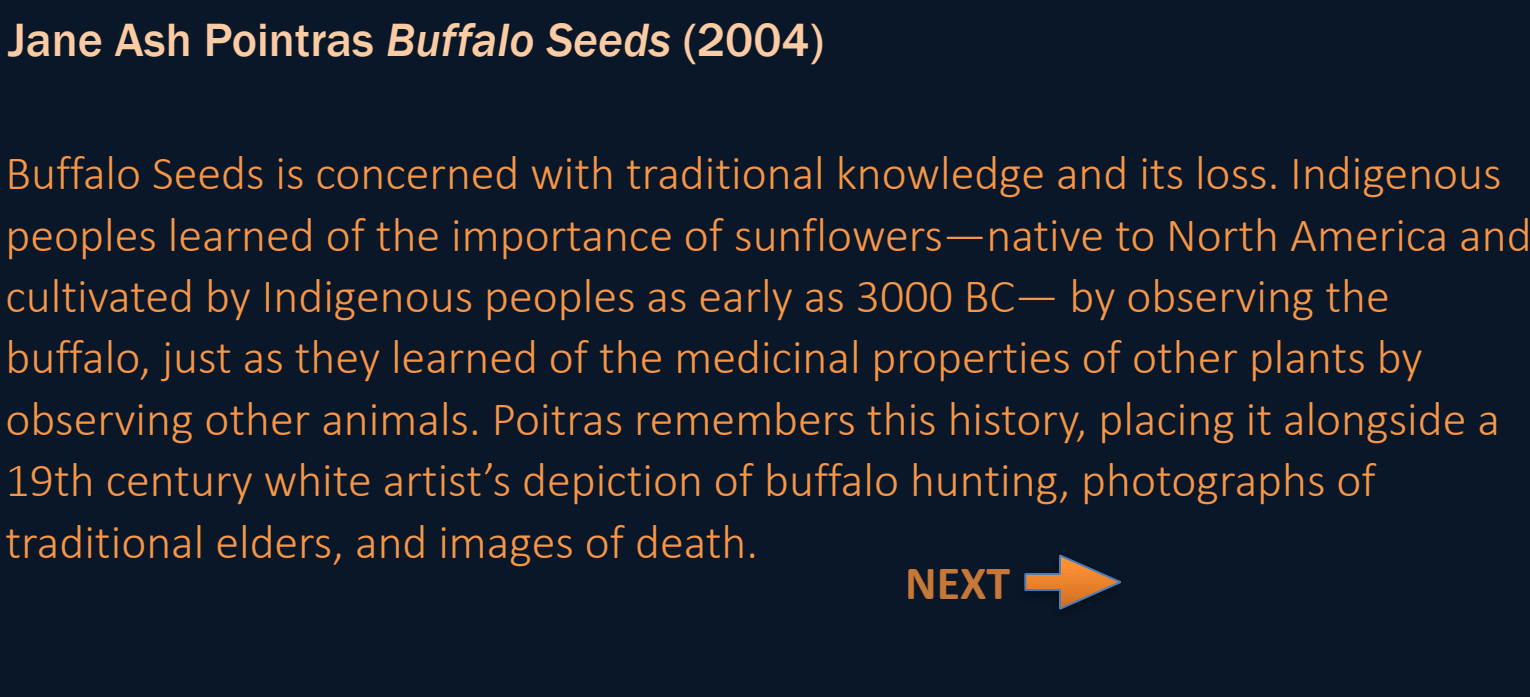 Jane Ash Pointras Buffalo Seeds (2004)
Buffalo Seeds is concerned with traditional knowledge and its loss. Indigenous
peoples learned of the importance of sunflowers—native to North America and
cultivated by Indigenous peoples as early as 3000 BC— by observing the
buffalo, just as they learned of the medicinal properties of other plants by
observing other animals. Poitras remembers this history, placing it alongside a
19th century white artist’s depiction of buffalo hunting, photographs of
traditional elders, and images of death.
NEXT